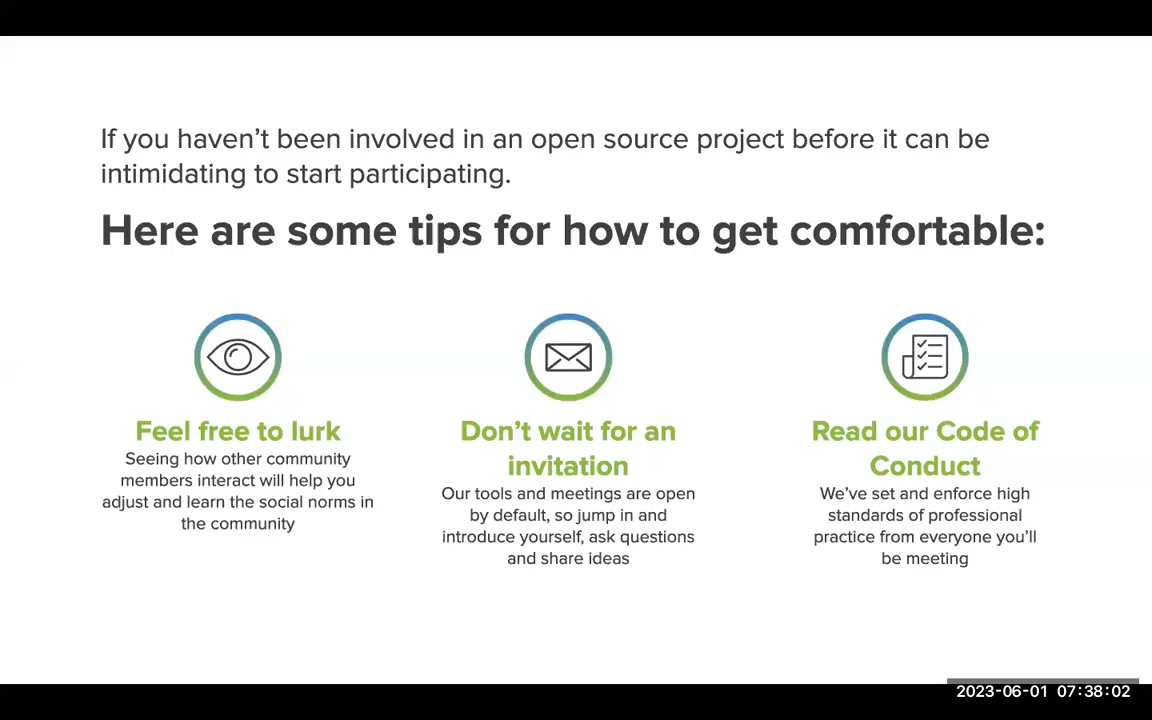 If you haven’t been involved in an open source project before it can be
intimidating to start participating.
Here are some tips for how to get comfortable:
Feel free to lurk
Seeing how other community
members interact will help you
adjust and learn the social norms in
the community
Don’t wait for an
invitation
Our tools and meetings are open
by default, so jump in and
introduce yourself, ask questions
and share ideas
Read our Code of
Conduct
We’ve set and enforce high
standards of professional
practice from everyone you’ll
be meeting
2023-06-01 07:38:02